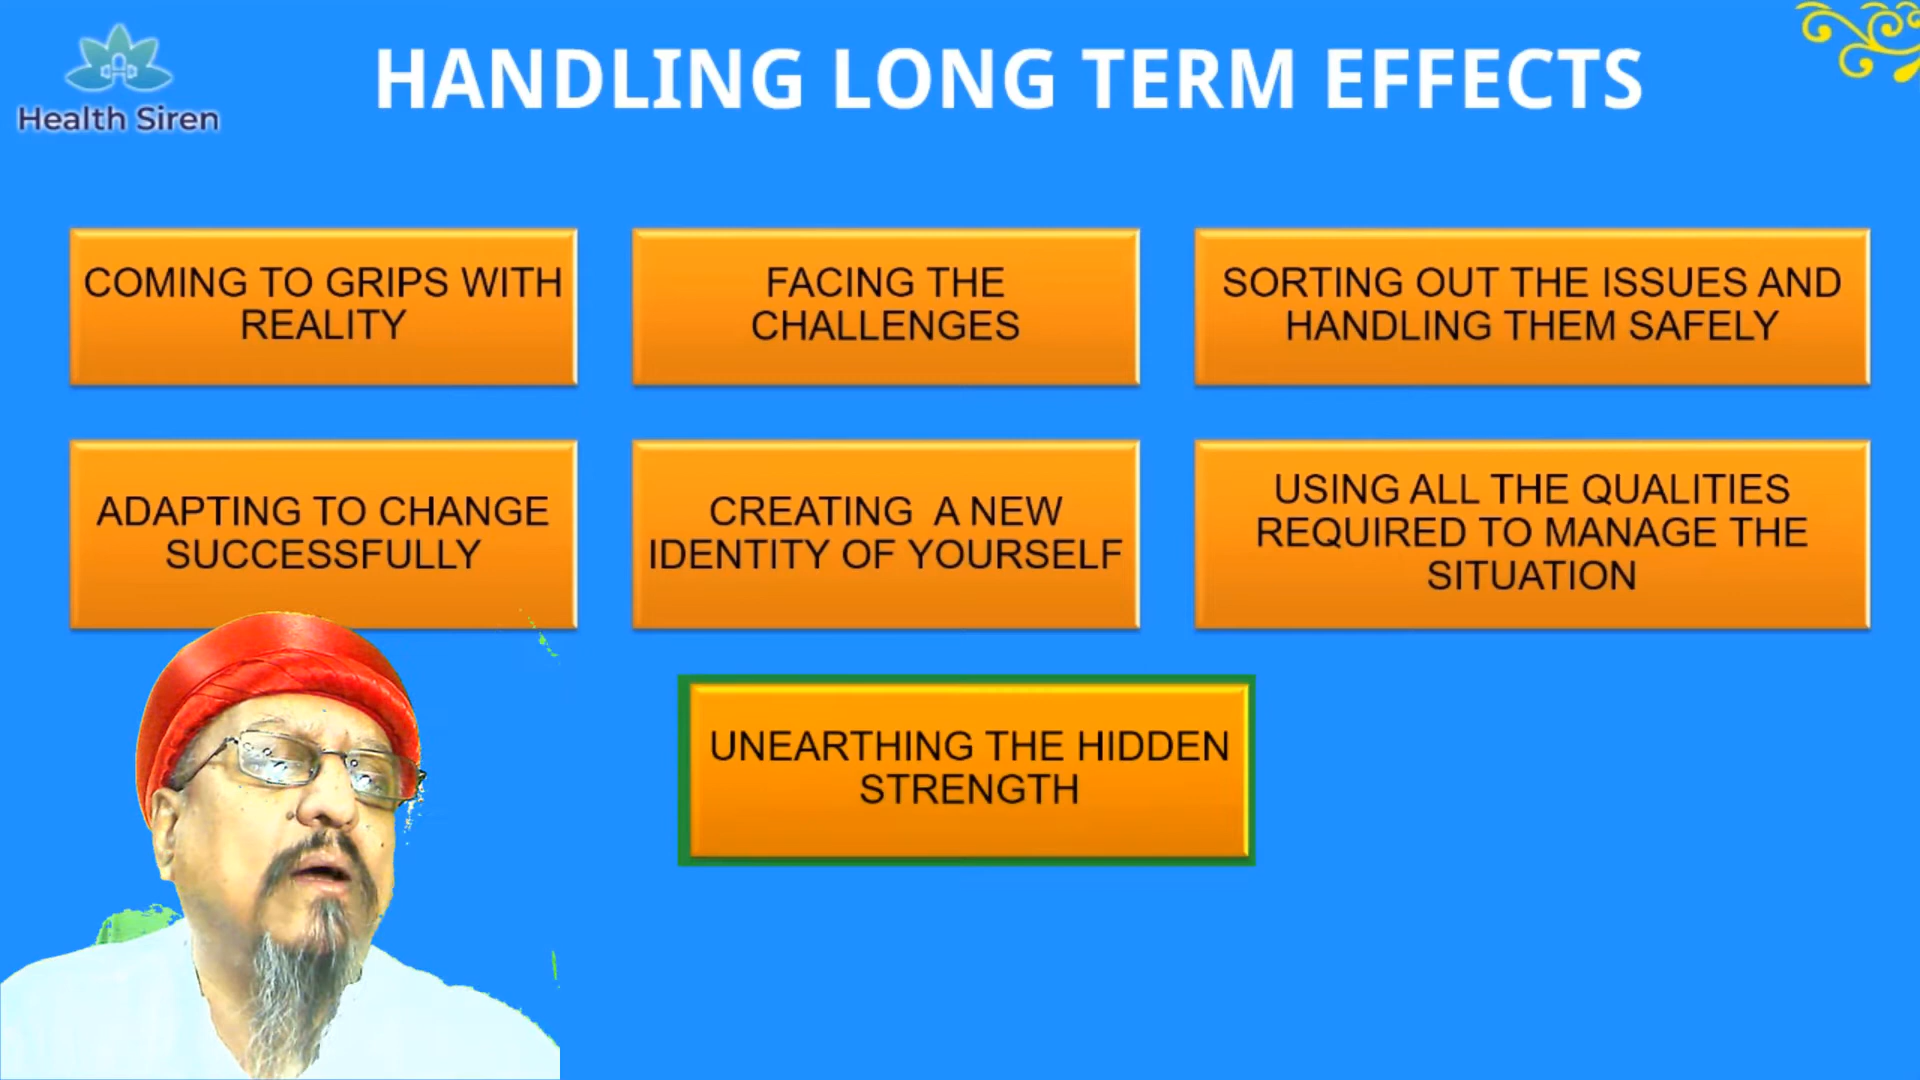 Health Siren
HANDLING LONG TERM EFFECTS
COMING TO GRIPS WITH
REALITY
FACING THE
CHALLENGES
SORTING OUT THE ISSUES AND
HANDLING THEM SAFELY
ADAPTING TO CHANGE
SUCCESSFULLY
CREATING A NEW
IDENTITY OF YOURSELF
USING ALL THE QUALITIES
REQUIRED TO MANAGE THE
SITUATION
UNEARTHING THE HIDDEN
STRENGTH